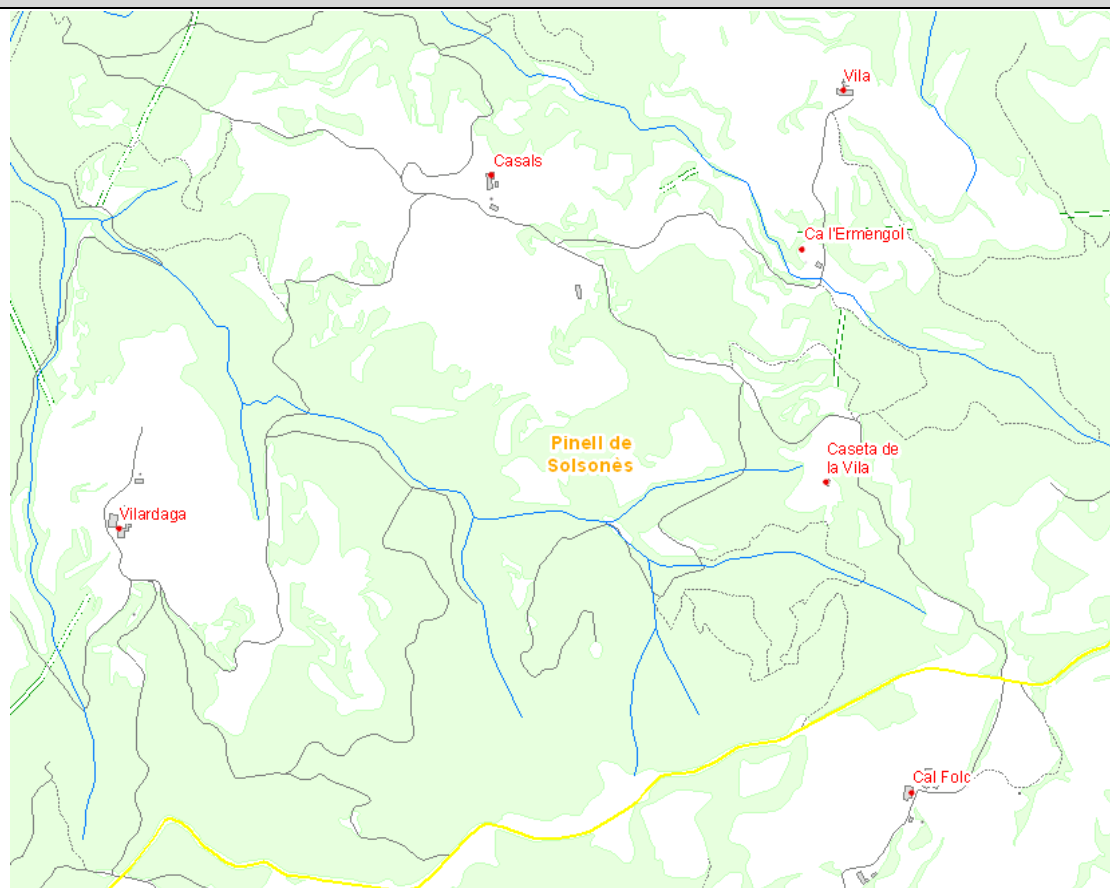 Vila
Casals
Ca l'Ermengol
Pinell de
Solsonès
Caseta de
la Vila
Vilardaga
Cal Folc